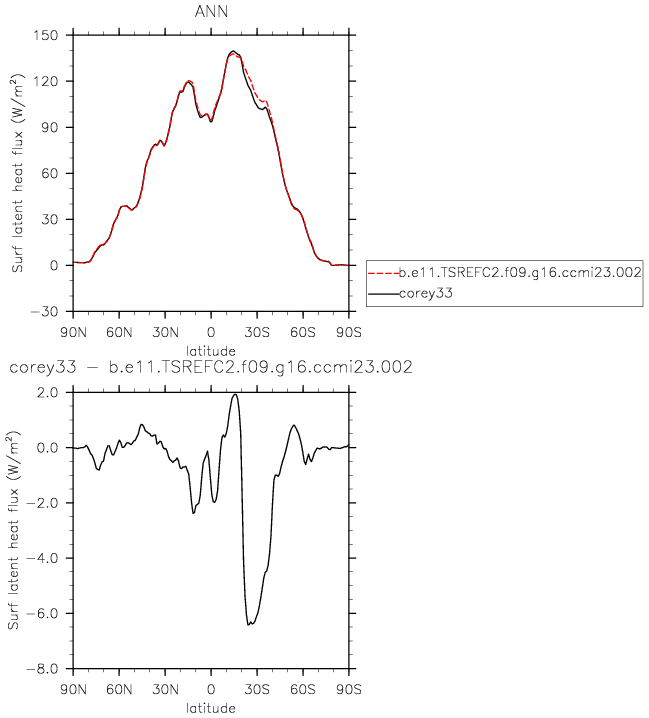 ANN
Surf latent heat flux (W/m²)
150
120
90
60
30
0
−30
90N 60N 30N 0 30S 60S 90S
latitude
b.e11.TSREFC2.f09.g16.ccmi23.002
corey33
corey33 − b.e11.TSREFC2.f09.g16.ccmi23.002
Surf latent heat flux (W/m²)
2.0
0.0
−2.0
−4.0
−6.0
−8.0
90N 60N 30N 0 30S 60S 90S
latitude